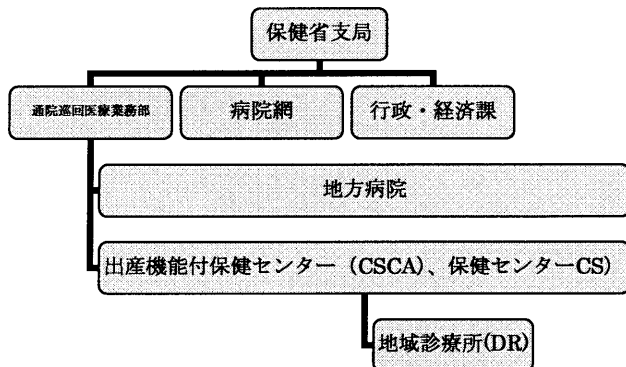 保健省支局
通院巡回医療業務部
病院網
行政・経済課
地方病院
出産機能付保健センター（CSCA）、保健センターCS）
地域診療所(DR)